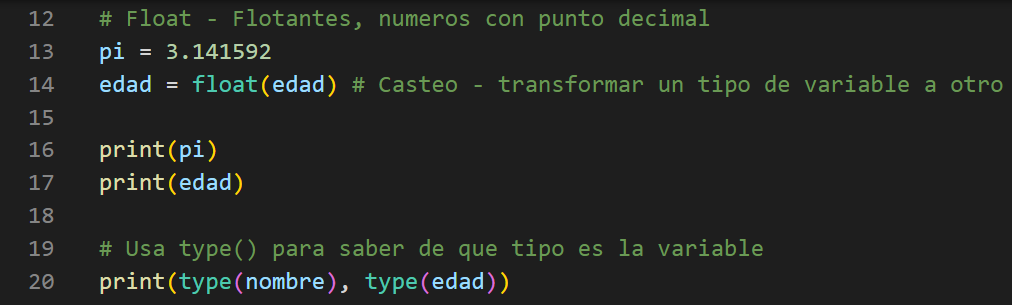 12 # Float - Flotantes, numeros con punto decimal
13 pi = 3.141592
14 edad = float(edad) # Casteo - transformar un tipo de variable a otro
15
16 print(pi)
17 print(edad)
18
19 # Usa type() para saber de que tipo es la variable
20 print(type(nombre), type(edad))